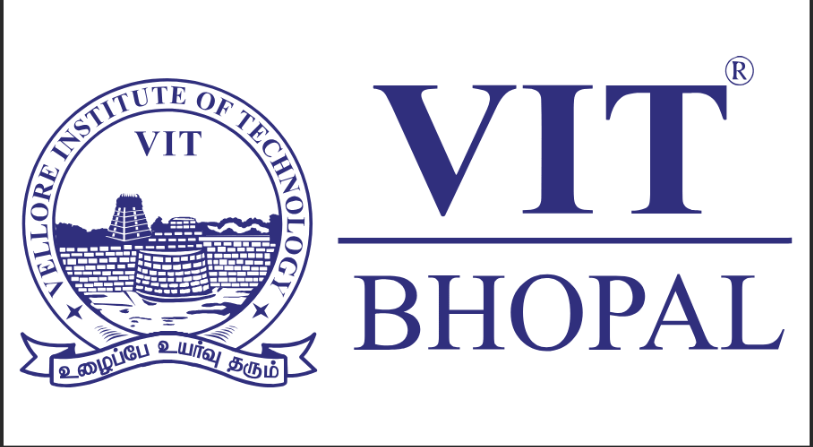 VELLORE INSTITUTE OF TECHNOLOGY
VIT
உழைப்பே உயர்வு தரும்
VIT®
BHOPAL